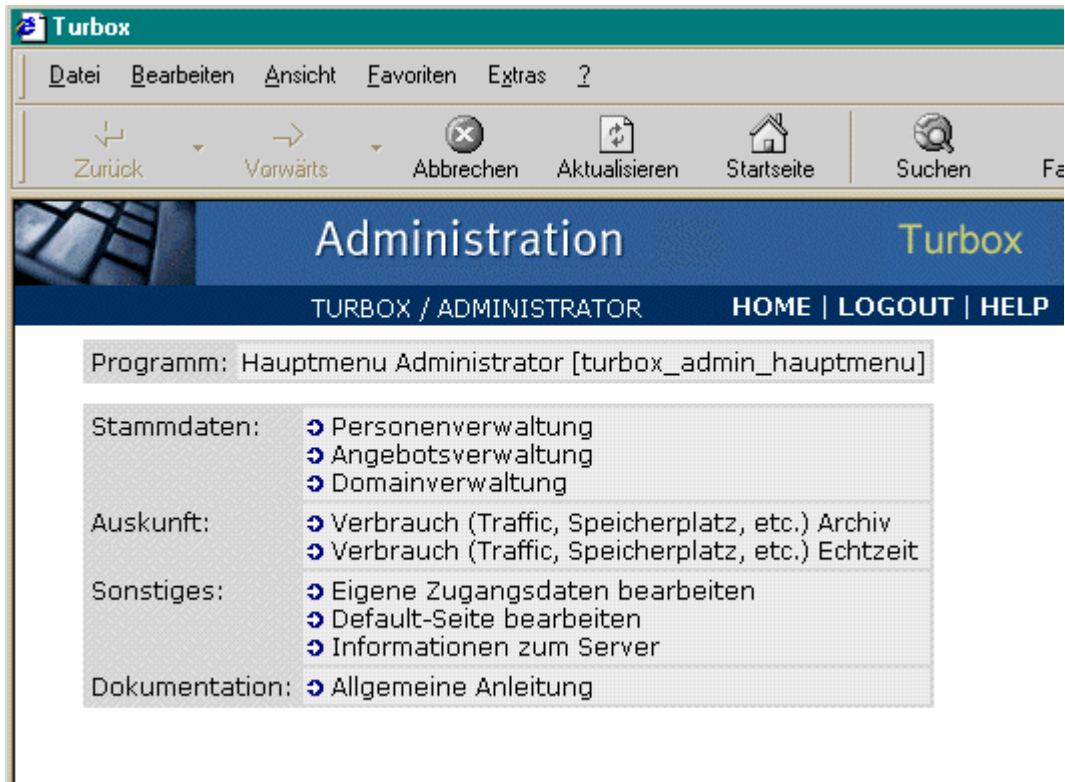 Turbox
Datei Bearbeiten Ansicht Favoriten Extras ?
Zurück Vorwärts Abbrechen Aktualisieren Startseite Suchen
Administration Turbox
TURBOX / ADMINISTRATOR HOME | LOGOUT | HELP
Programm: Hauptmenu Administrator [turbox_admin_hauptmenu]
Stammdaten: Personenverwaltung
Angebotsverwaltung
Domainverwaltung
Auskunft: Verbrauch (Traffic, Speicherplatz, etc.) Archiv
Verbrauch (Traffic, Speicherplatz, etc.) Echtzeit
Sonstiges: Eigene Zugangsdaten bearbeiten
Default-Seite bearbeiten
Informationen zum Server
Dokumentation: Allgemeine Anleitung